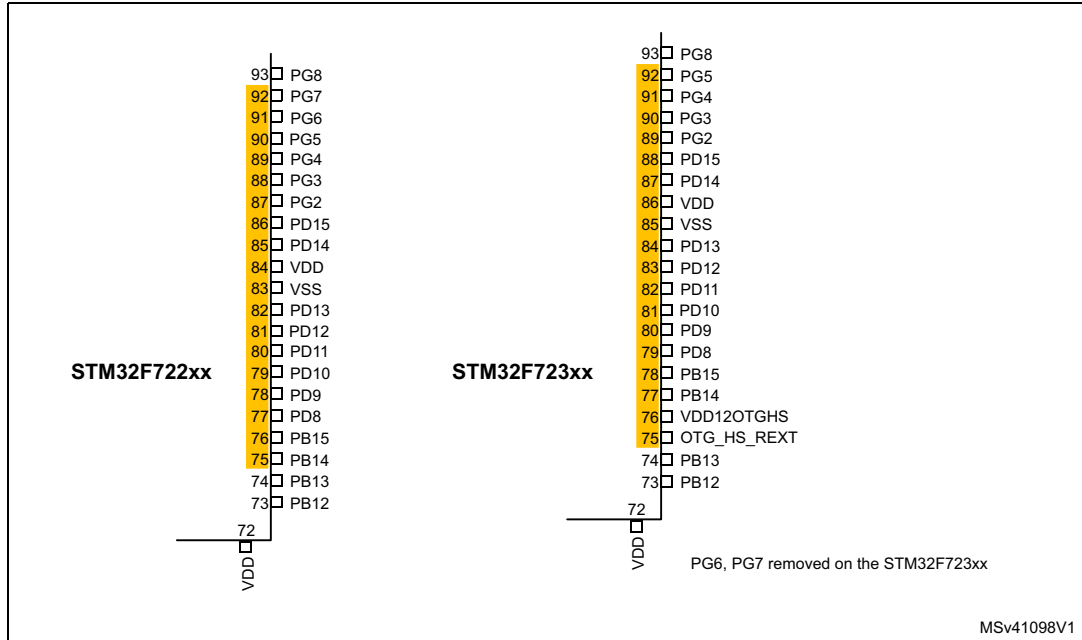 93 PG8
92 PG7
91 PG6
90 PG5
89 PG4
88 PG3
87 PG2
86 PD15
85 PD14
84 VDD
83 VSS
82 PD13
81 PD12
80 PD11
79 PD10
78 PD9
77 PD8
76 PB15
75 PB14
74 PB13
73 PB12
72
VDD
STM32F722xx
93 PG8
92 PG5
91 PG4
90 PG3
89 PG2
88 PD15
87 PD14
86 VDD
85 VSS
84 PD13
83 PD12
82 PD11
81 PD10
80 PD9
79 PD8
78 PB15
77 PB14
76 VDD12OTGHS
75 OTG_HS_REXT
74 PB13
73 PB12
72
VDD
STM32F723xx
PG6, PG7 removed on the STM32F723xx
MSv41098V1